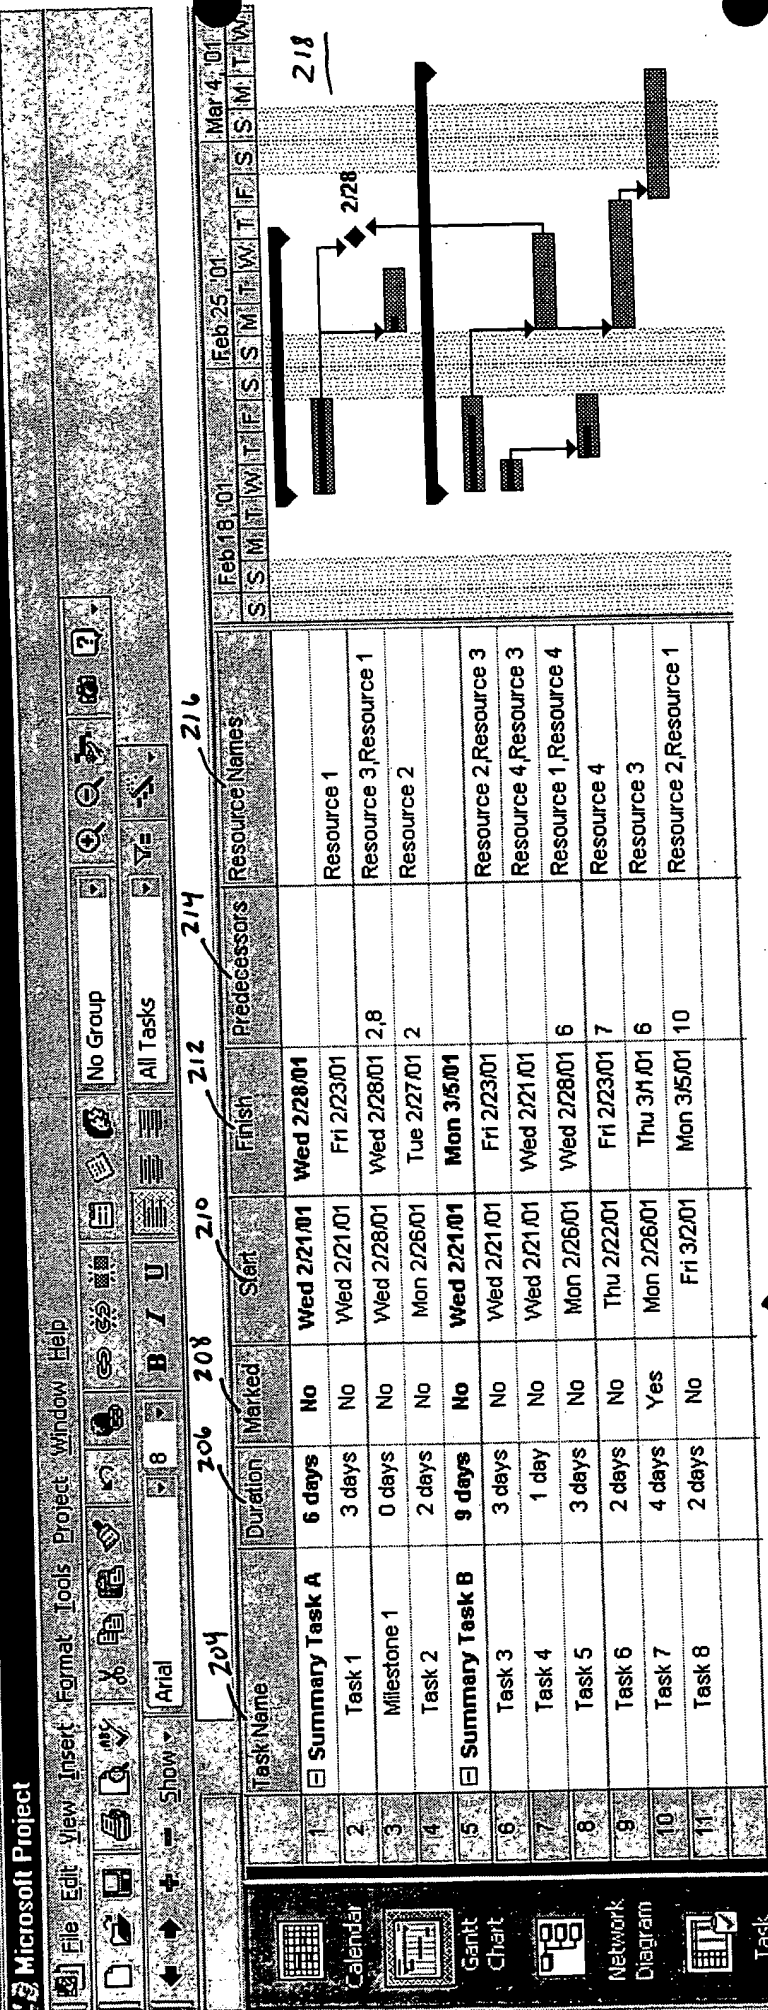 Microsoft Project
File Edit View Insert Format Tools Project Window Help
No Group
Show Arial 8 B I U All Tasks
204 206 208 210 212 214 216
Task Name Duration Marked Start Finish Predecessors Resource Names
Feb 18, '01 Feb 25, '01 Mar 4, '01
S S M T W T F S S M T W T F S S M T W
1 Summary Task A 6 days No Wed 2/21/01 Wed 2/28/01
2 Task 1 3 days No Wed 2/21/01 Fri 2/23/01 Resource 1
3 Milestone 1 0 days No Wed 2/28/01 Wed 2/28/01 2,8 Resource 3,Resource 1
4 Task 2 2 days No Mon 2/26/01 Tue 2/27/01 2 Resource 2
5 Summary Task B 9 days No Wed 2/21/01 Mon 3/5/01
6 Task 3 3 days No Wed 2/21/01 Fri 2/23/01 Resource 2,Resource 3
7 Task 4 1 day No Wed 2/21/01 Wed 2/21/01 Resource 4,Resource 3
8 Task 5 3 days No Mon 2/26/01 Wed 2/28/01 6 Resource 1,Resource 4
9 Task 6 2 days No Thu 2/22/01 Fri 2/23/01 7 Resource 4
10 Task 7 4 days Yes Mon 2/26/01 Thu 3/1/01 6 Resource 3
11 Task 8 2 days No Fri 3/2/01 Mon 3/5/01 10 Resource 2,Resource 1
218
2/28
Calendar
Gantt
Chart
Network
Diagram
Task